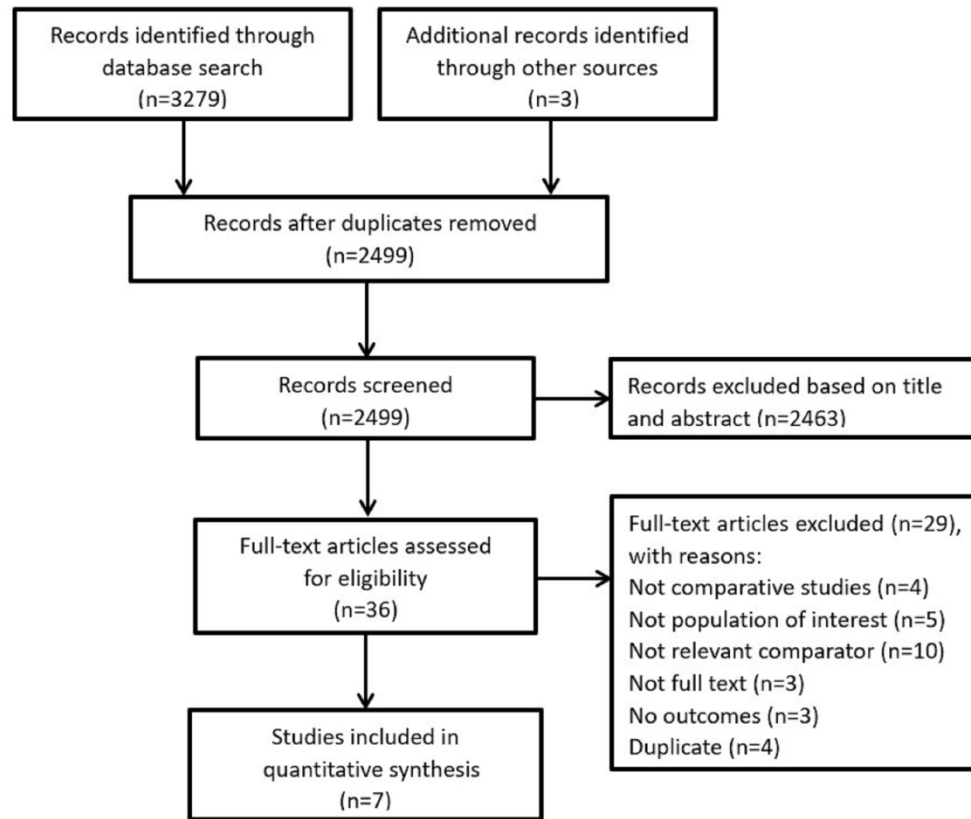 Records identified through
database search
(n=3279)
Additional records identified
through other sources
(n=3)
Records after duplicates removed
(n=2499)
Records screened
(n=2499)
Records excluded based on title
and abstract (n=2463)
Full-text articles assessed
for eligibility
(n=36)
Full-text articles excluded (n=29),
with reasons:
Not comparative studies (n=4)
Not population of interest (n=5)
Not relevant comparator (n=10)
Not full text (n=3)
No outcomes (n=3)
Duplicate (n=4)
Studies included in
quantitative synthesis
(n=7)